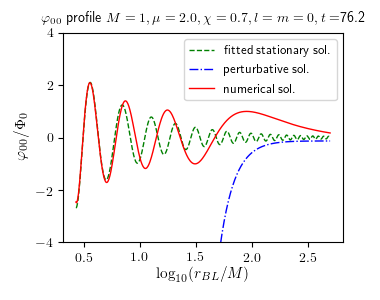 φ₀₀ profile M = 1, μ = 2.0, χ = 0.7, l = m = 0, t =76.2
fitted stationary sol.
perturbative sol.
numerical sol.
φ₀₀/Φ₀
4
2
0
−2
−4
0.5 1.0 1.5 2.0 2.5
log₁₀(r_BL/M)